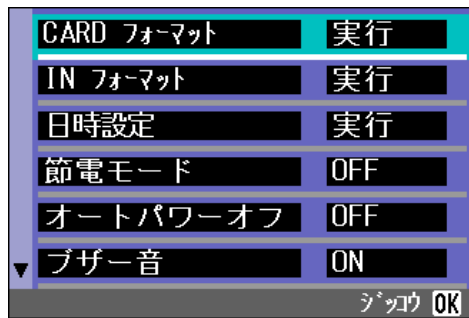 CARD フォーマット 実行
IN フォーマット 実行
日時設定 実行
節電モード OFF
オートパワーオフ OFF
ブザー音 ON
ジッコウ OK